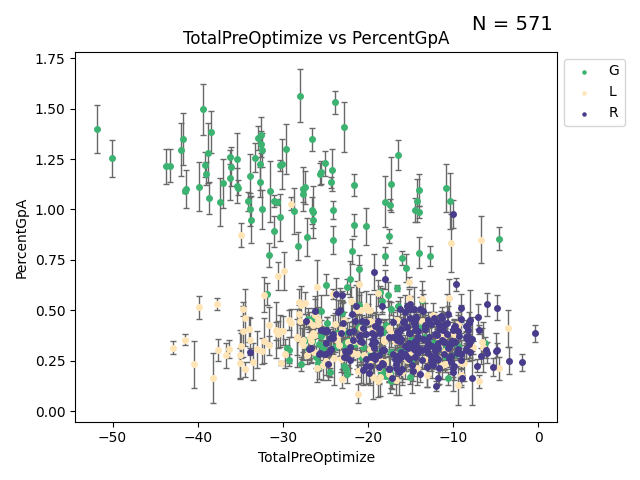 N = 571
TotalPreOptimize vs PercentGpA
1.75
1.50
1.25
1.00
0.75
0.50
0.25
0.00
PercentGpA
−50
−40
−30
−20
−10
0
TotalPreOptimize
G
L
R